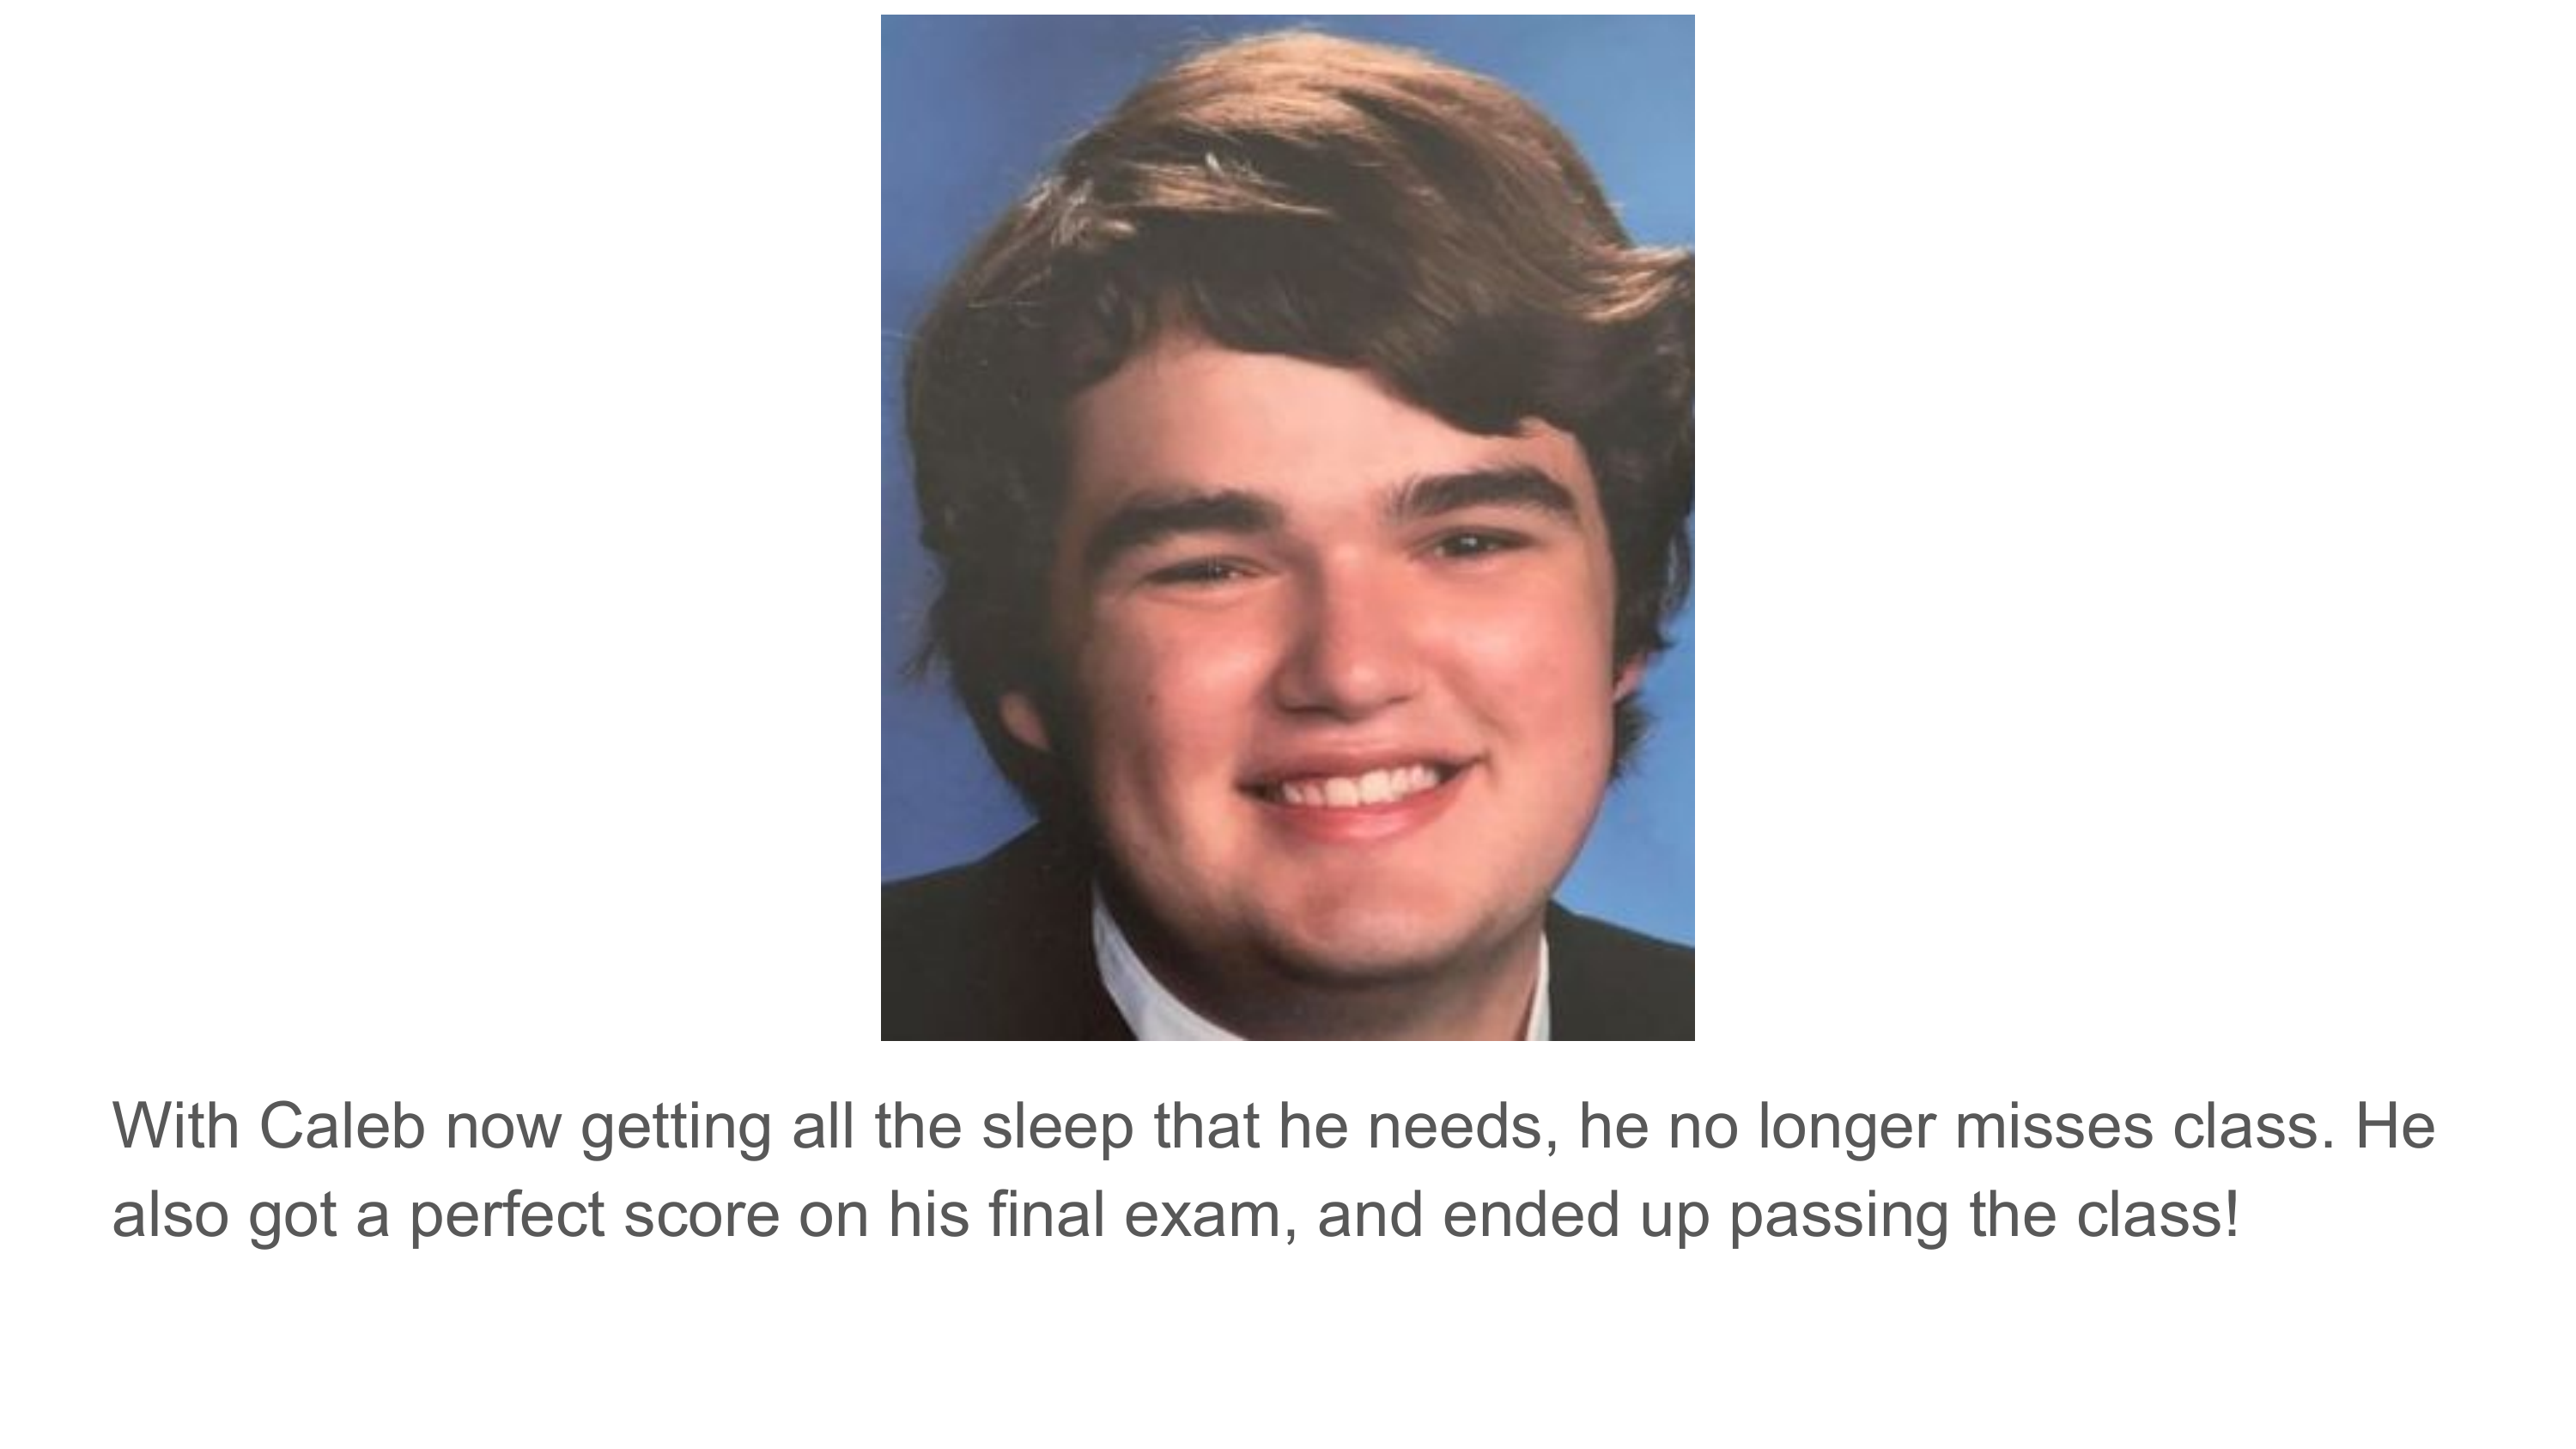 With Caleb now getting all the sleep that he needs, he no longer misses class. He
also got a perfect score on his final exam, and ended up passing the class!